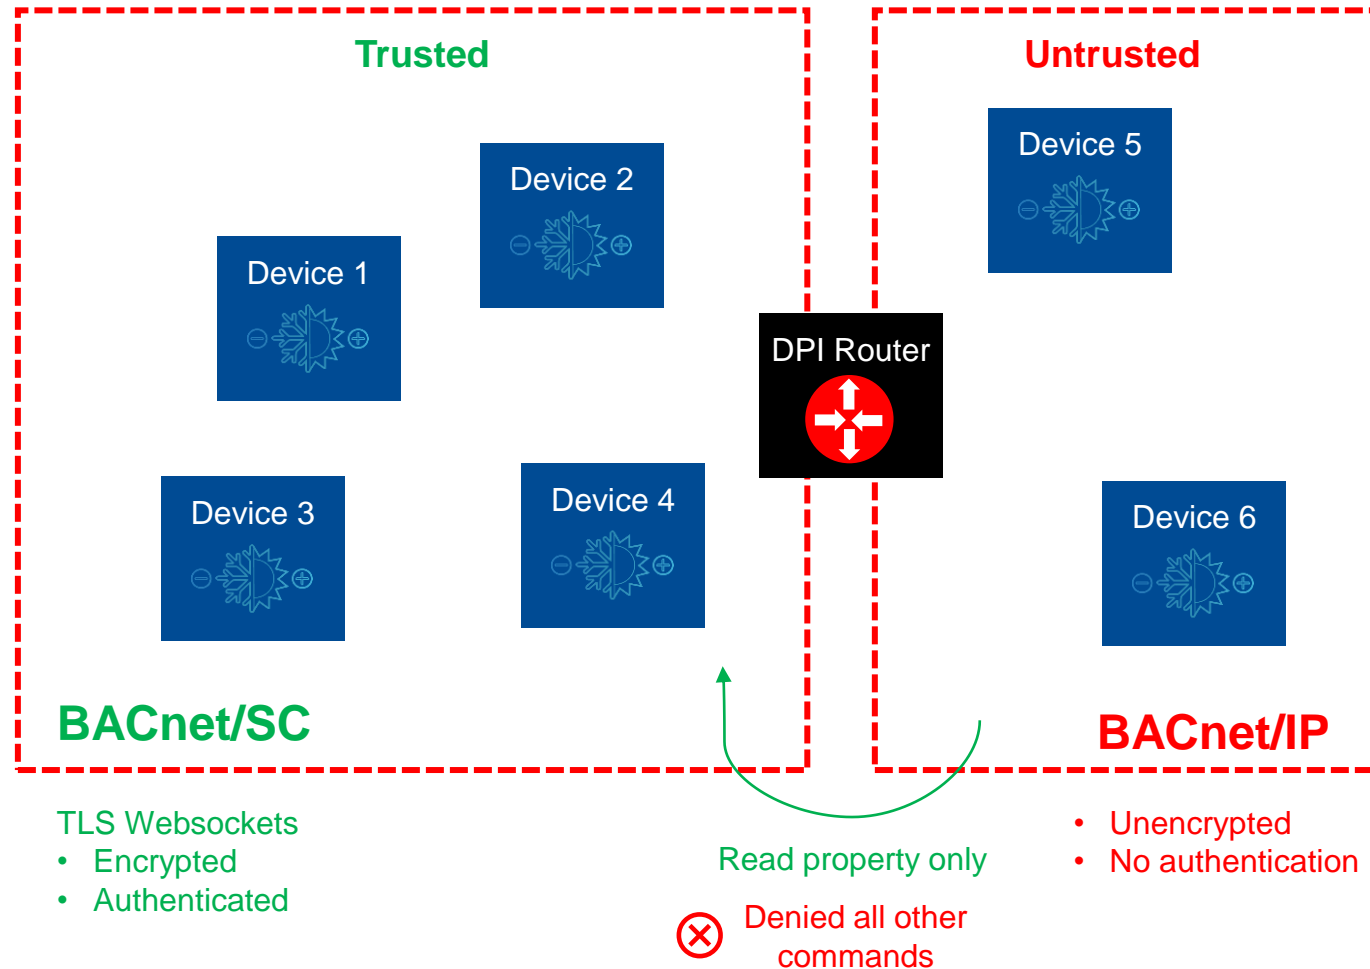 Trusted
Untrusted
Device 5
Device 2
Device 1
DPI Router
Device 4
Device 3
Device 6
BACnet/SC
BACnet/IP
TLS Websockets
• Encrypted
• Authenticated
Read property only
Denied all other
commands
• Unencrypted
• No authentication